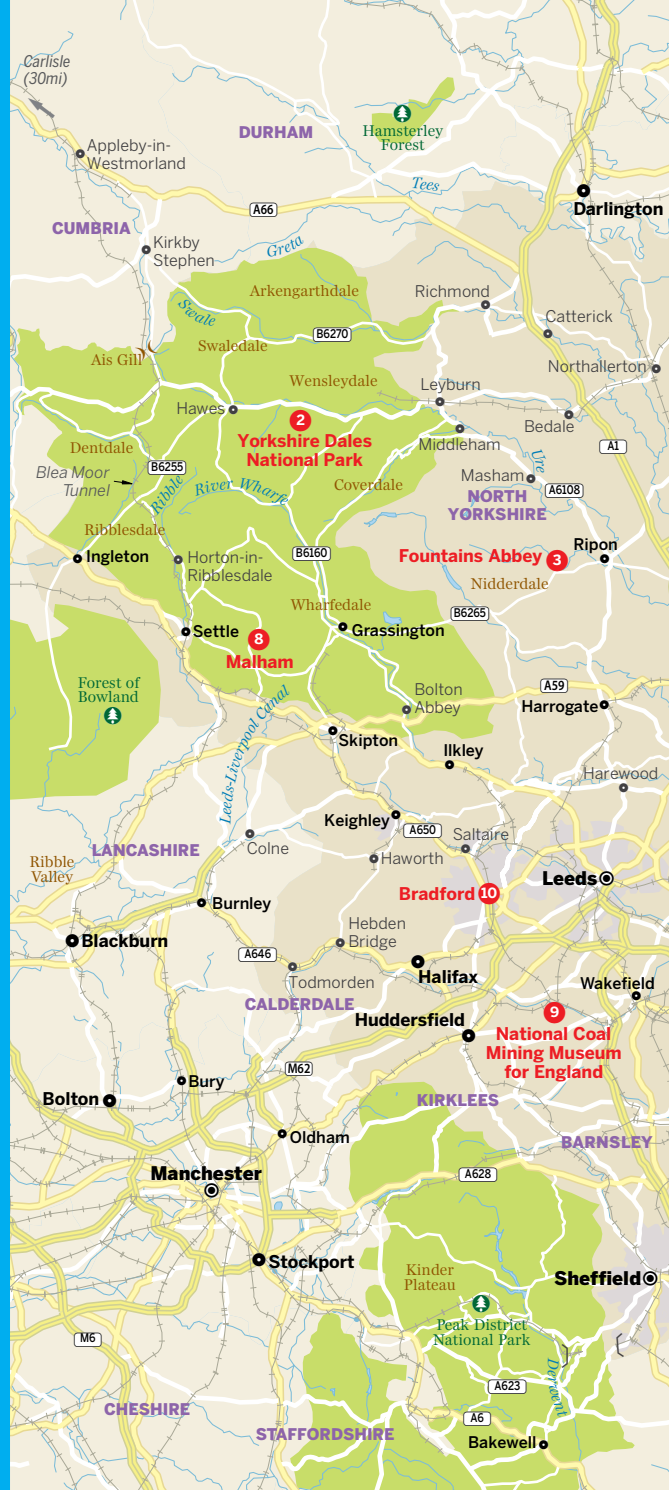 Carlisle
(30mi)
DURHAM
Hamsterley
Forest
Appleby-in-
Westmorland
Tees
Darlington
A66
CUMBRIA
Kirkby
Stephen
Greta
Arkengarthdale
Richmond
Swale
Catterick
B6270
Swaledale
Ais Gill
Northallerton
Wensleydale
Leyburn
Hawes
2
Yorkshire Dales
National Park
Bedale
Middleham
A1
Dentdale
B6255
Blea Moor
Tunnel
Ribble
River Wharfe
Coverdale
Ure
Masham
A6108
NORTH
YORKSHIRE
Ribblesdale
Ingleton
Horton-in-
Ribblesdale
B6160
Fountains Abbey
3
Ripon
Nidderdale
Wharfedale
B6265
Settle
8
Malham
Grassington
Forest of
Bowland
Bolton
Abbey
A59
Harrogate
Leeds-Liverpool Canal
Skipton
Ilkley
Harewood
Keighley
A650
Saltaire
LANCASHIRE
Colne
Haworth
Ribble
Valley
Bradford
10
Leeds
Burnley
Blackburn
Hebden
Bridge
A646
Todmorden
Halifax
Wakefield
CALDERDALE
Huddersfield
9
National Coal
Mining Museum
for England
M62
Bury
Bolton
KIRKLEES
Oldham
BARNSLEY
Manchester
A628
Stockport
Kinder
Plateau
Sheffield
Peak District
National Park
M6
Derwent
A623
CHESHIRE
A6
STAFFORDSHIRE
Bakewell